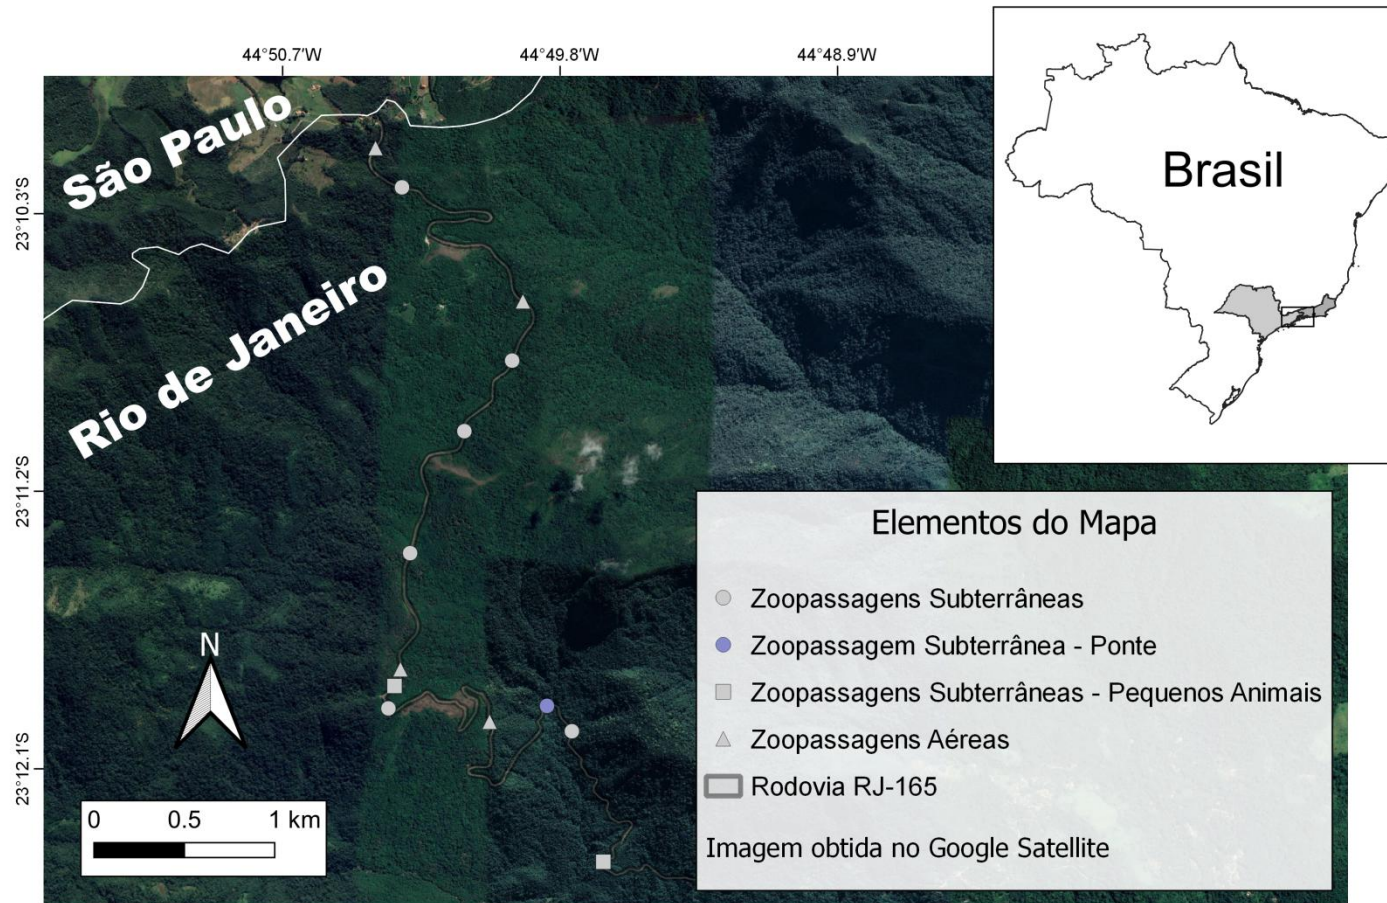 44°50.7'W
44°49.8'W
44°48.9'W
São Paulo
23°10.3'S
Brasil
Rio de Janeiro
23°11.2'S
Elementos do Mapa
Zoopassagens Subterrâneas
Zoopassagem Subterrânea - Ponte
Zoopassagens Subterrâneas - Pequenos Animais
Zoopassagens Aéreas
Rodovia RJ-165
Imagem obtida no Google Satellite
N
23°12.1'S
0 0.5 1 km